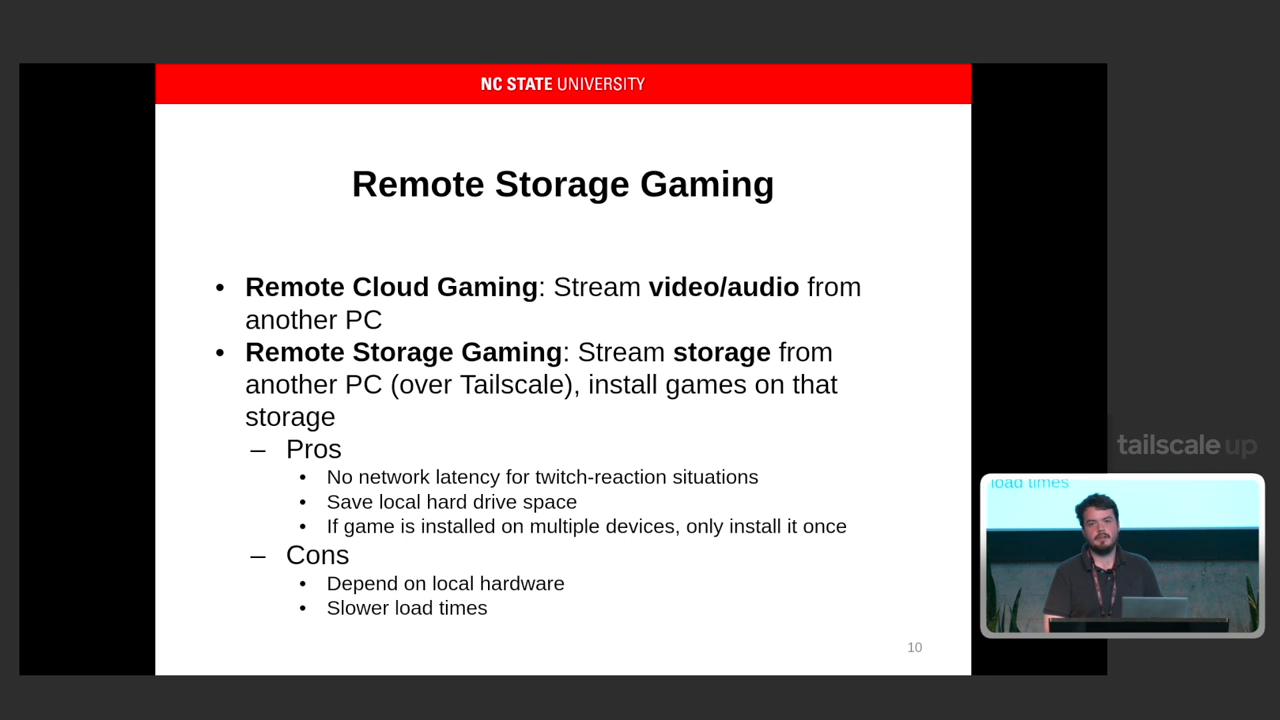 NC STATE UNIVERSITY
Remote Storage Gaming
• Remote Cloud Gaming: Stream video/audio from
another PC
• Remote Storage Gaming: Stream storage from
another PC (over Tailscale), install games on that
storage
– Pros
• No network latency for twitch-reaction situations
• Save local hard drive space
• If game is installed on multiple devices, only install it once
– Cons
• Depend on local hardware
• Slower load times
10
tailscale up
load times